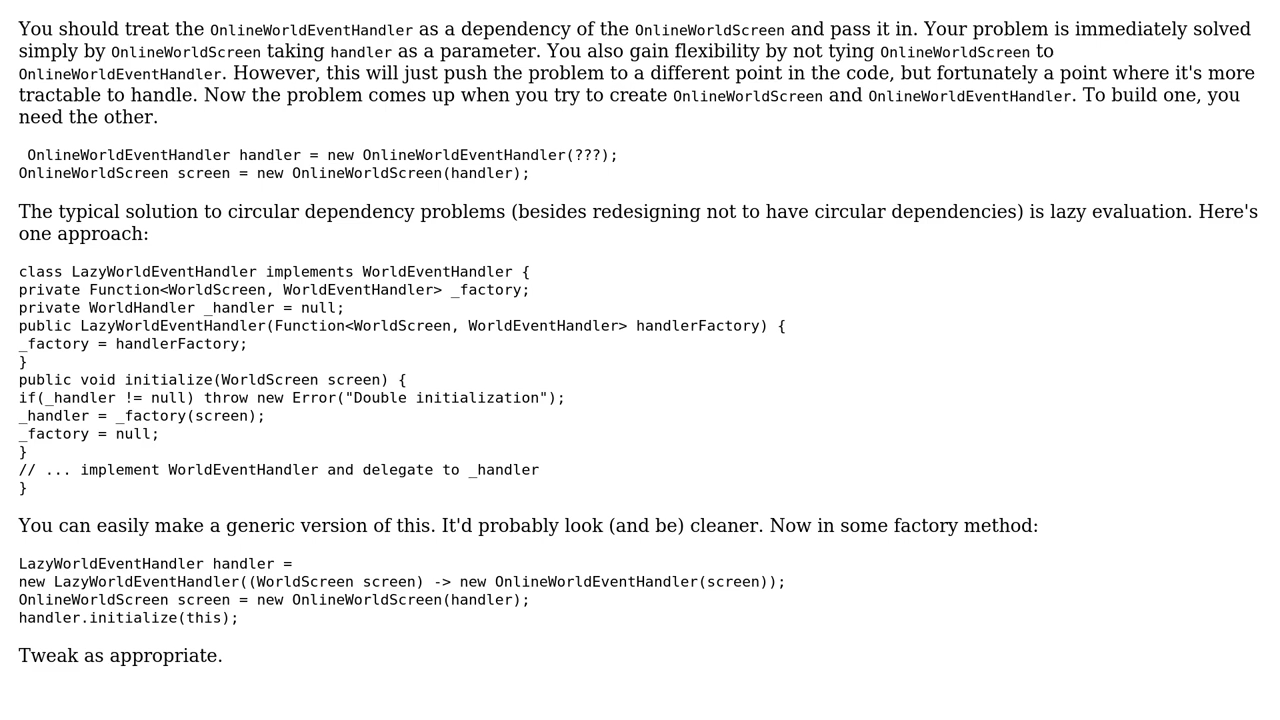 You should treat the OnlineWorldEventHandler as a dependency of the OnlineWorldScreen and pass it in. Your problem is immediately solved
simply by OnlineWorldScreen taking handler as a parameter. You also gain flexibility by not tying OnlineWorldScreen to
OnlineWorldEventHandler. However, this will just push the problem to a different point in the code, but fortunately a point where it's more
tractable to handle. Now the problem comes up when you try to create OnlineWorldScreen and OnlineWorldEventHandler. To build one, you
need the other.
OnlineWorldEventHandler handler = new OnlineWorldEventHandler(???);
OnlineWorldScreen screen = new OnlineWorldScreen(handler);
The typical solution to circular dependency problems (besides redesigning not to have circular dependencies) is lazy evaluation. Here's
one approach:
class LazyWorldEventHandler implements WorldEventHandler {
private Function<WorldScreen, WorldEventHandler> _factory;
private WorldHandler _handler = null;
public LazyWorldEventHandler(Function<WorldScreen, WorldEventHandler> handlerFactory) {
_factory = handlerFactory;
}
public void initialize(WorldScreen screen) {
if(_handler != null) throw new Error("Double initialization");
_handler = _factory(screen);
_factory = null;
}
// ... implement WorldEventHandler and delegate to _handler
}
You can easily make a generic version of this. It'd probably look (and be) cleaner. Now in some factory method:
LazyWorldEventHandler handler =
new LazyWorldEventHandler((WorldScreen screen) -> new OnlineWorldEventHandler(screen));
OnlineWorldScreen screen = new OnlineWorldScreen(handler);
handler.initialize(this);
Tweak as appropriate.